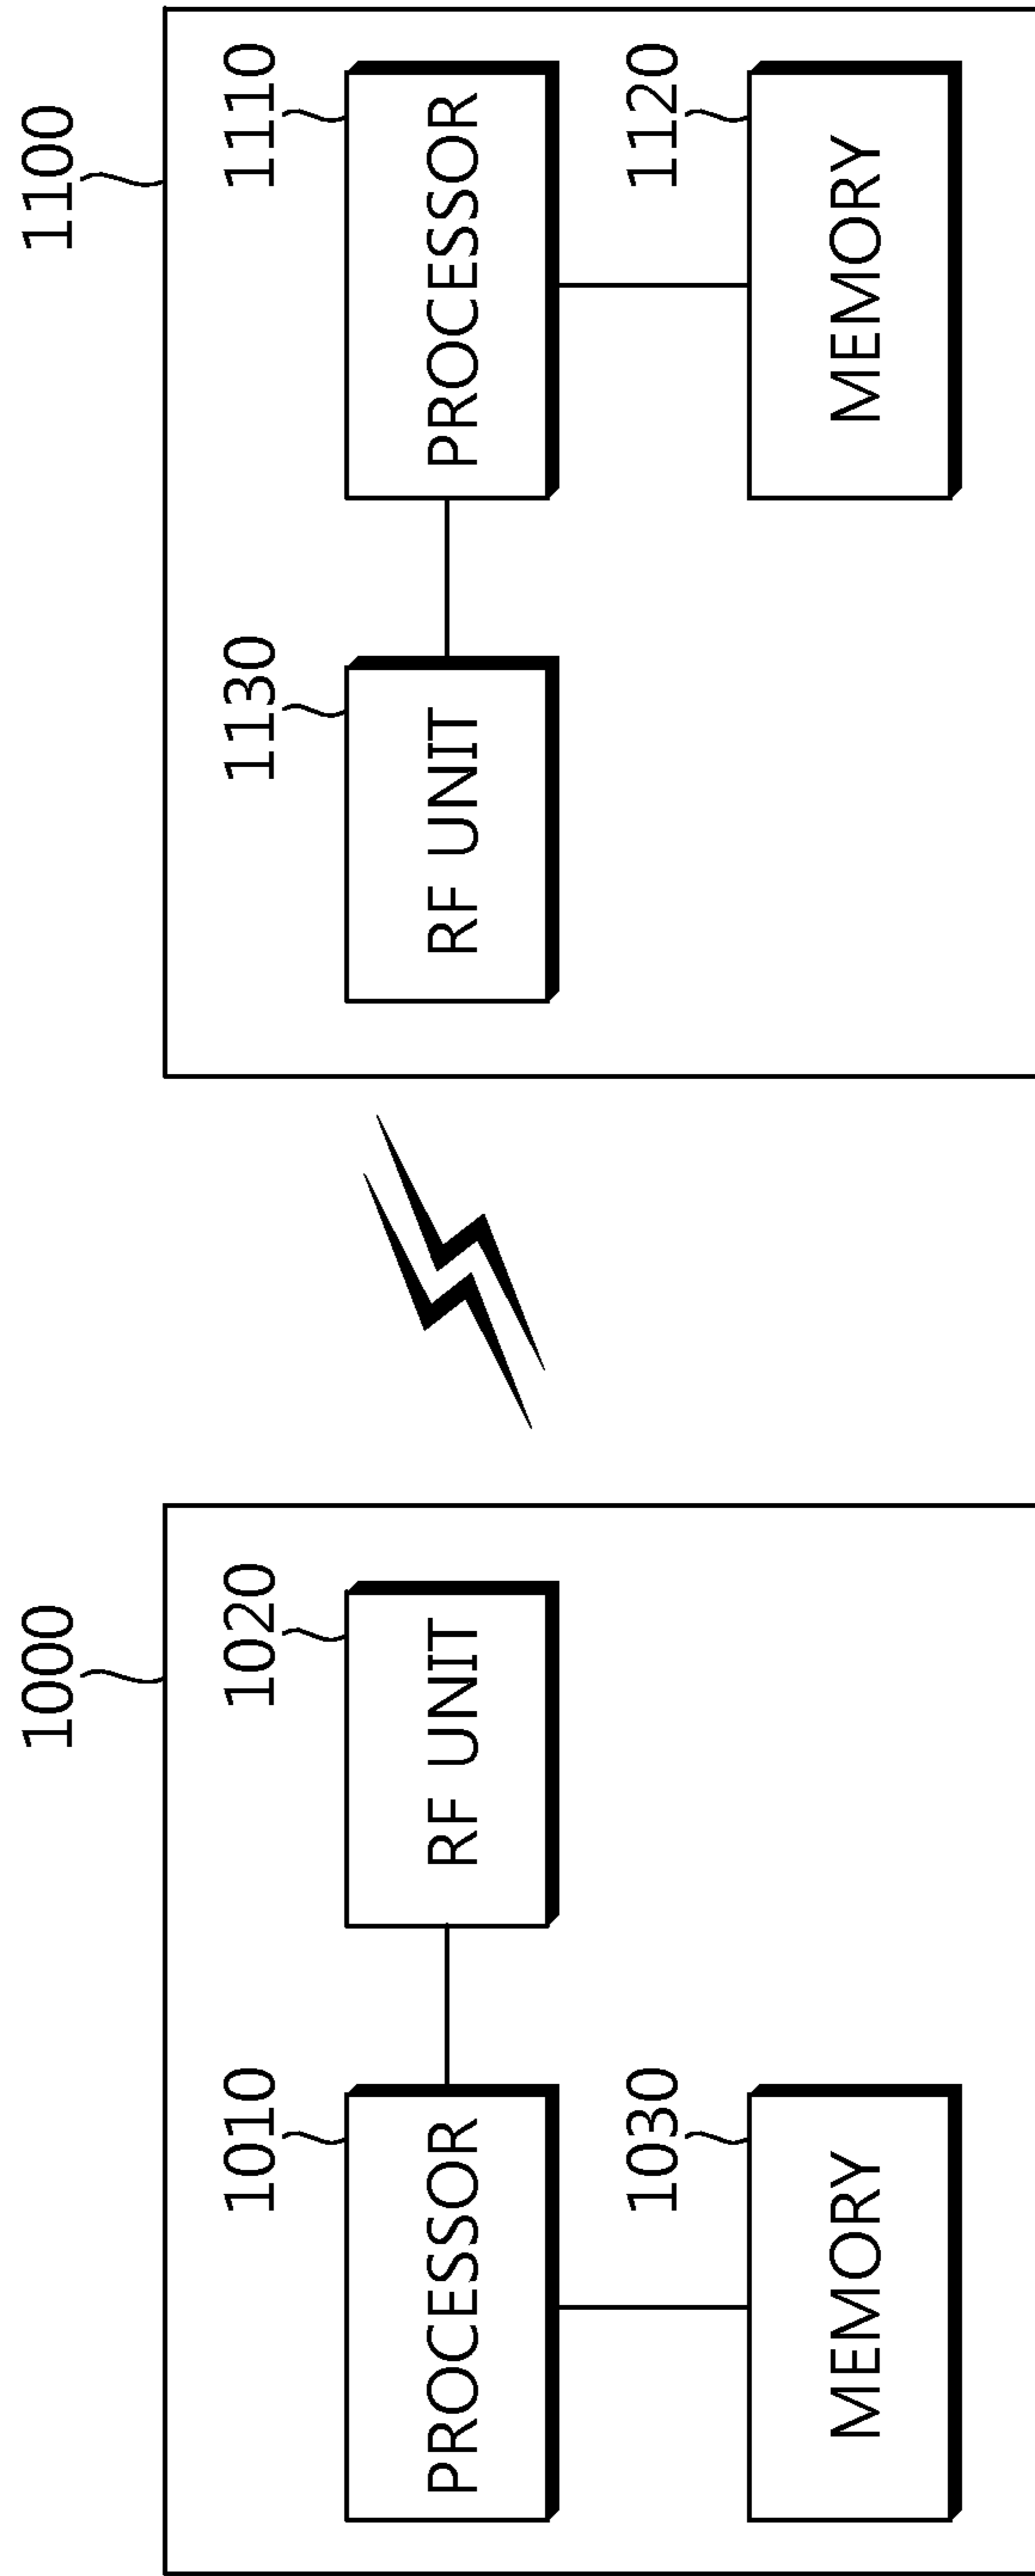 1000
1100
1010
1020
1130
1110
PROCESSOR
RF UNIT
RF UNIT
PROCESSOR
1030
1120
MEMORY
MEMORY